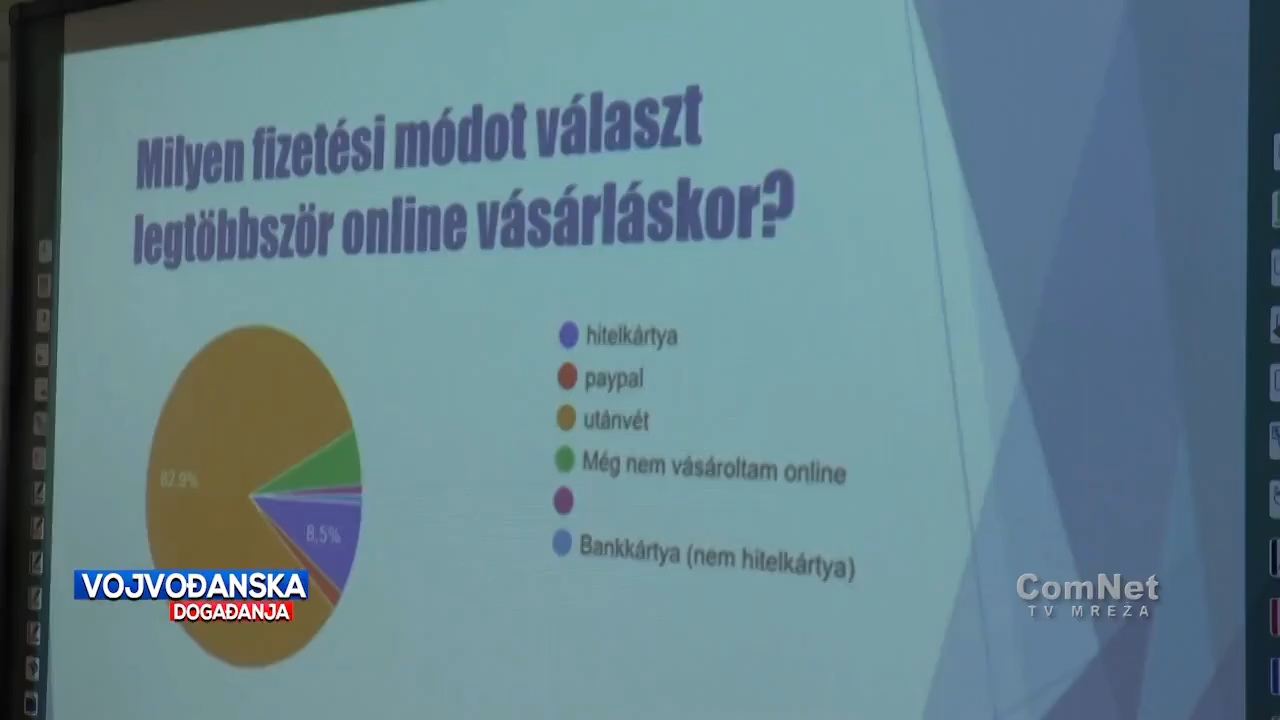 Milyen fizetési módot választ
legtöbbször online vásárláskor?
hitelkártya
paypal
utánvét
Még nem vásároltam online
Bankkártya (nem hitelkártya)
82.9%
8,5%
VOJVOĐANSKA
DOGAĐANJA
ComNet
TV MREŽA